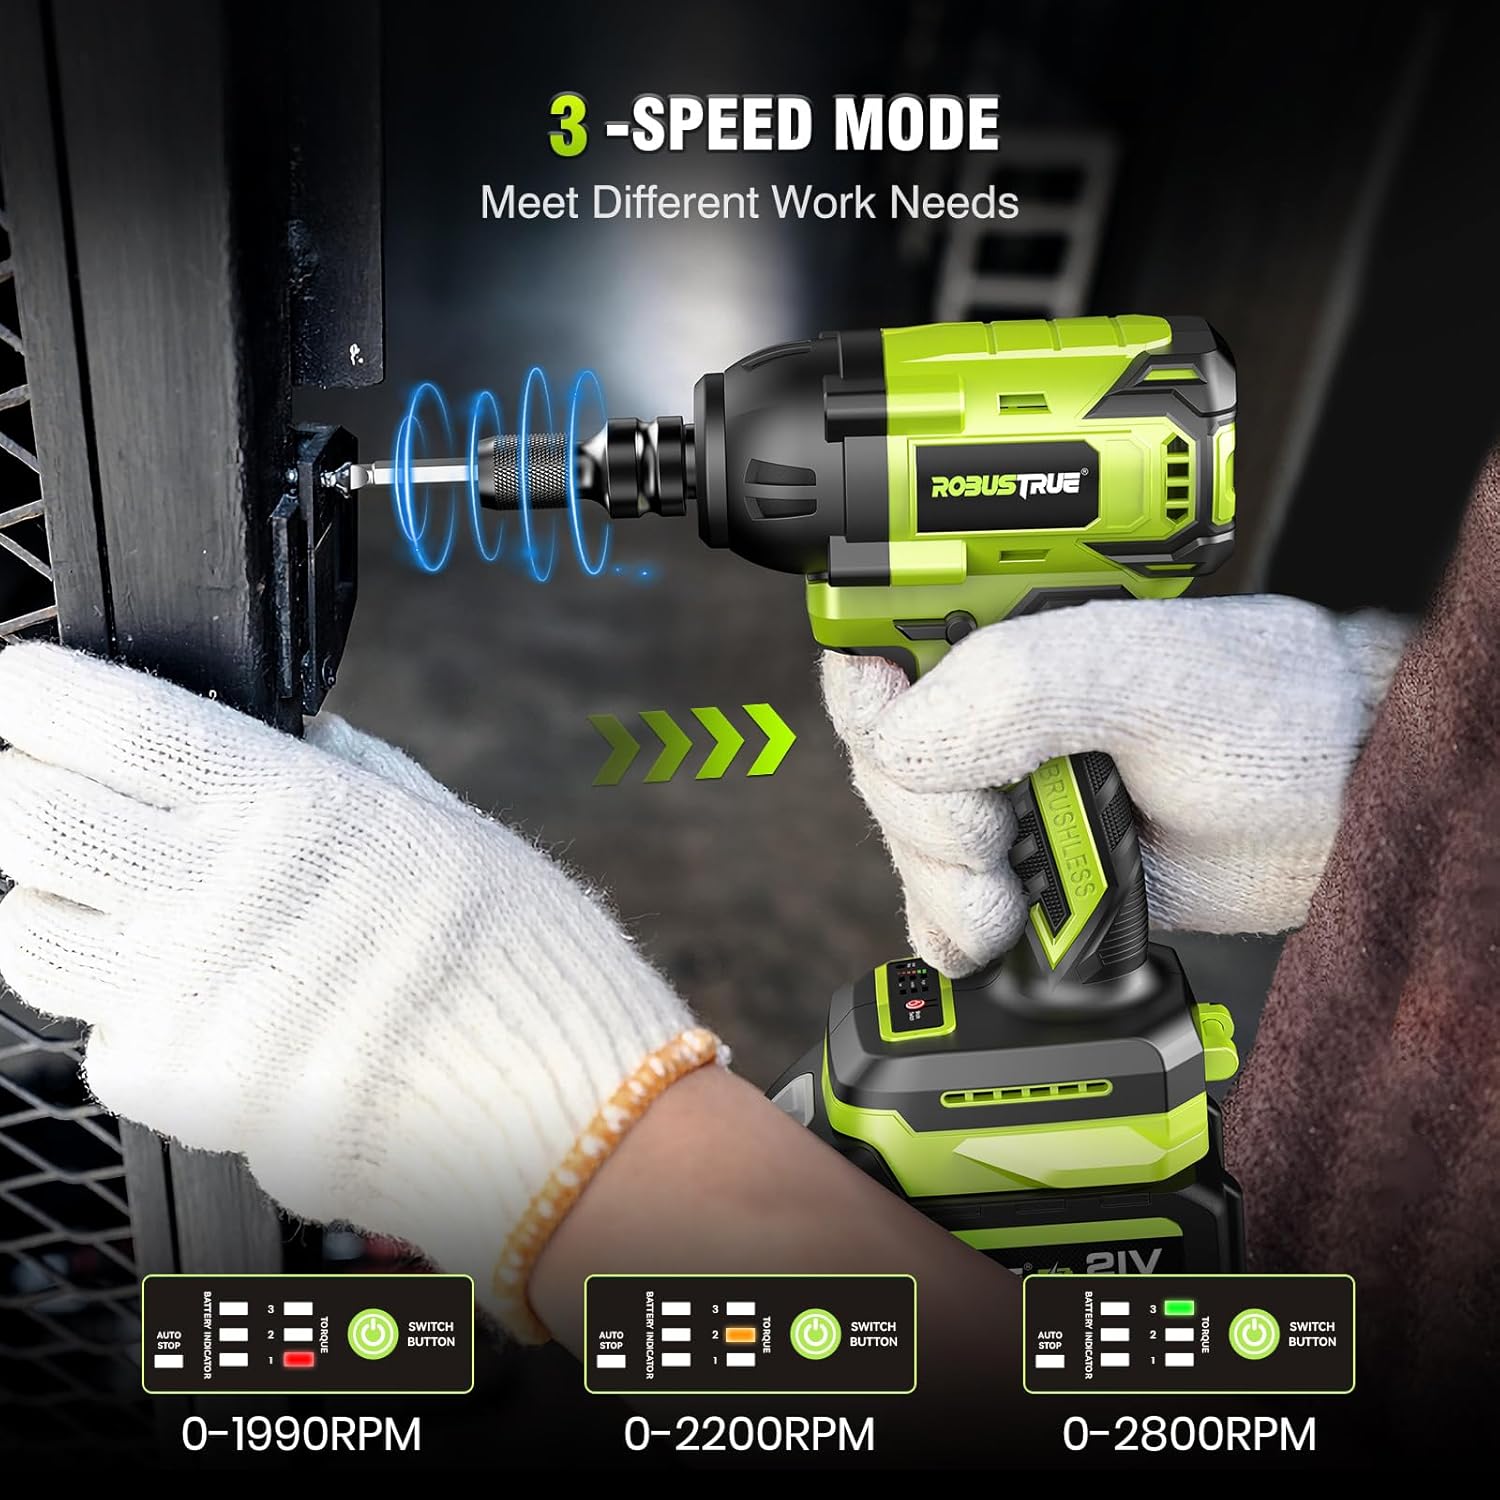 3 -SPEED MODE
Meet Different Work Needs
ROBUSTRUE®
BRUSHLESS
21V
AUTO
STOP
BATTERY INDICATOR
3
2
1
TORQUE
SWITCH
BUTTON
0-1990RPM
AUTO
STOP
BATTERY INDICATOR
3
2
1
TORQUE
SWITCH
BUTTON
0-2200RPM
AUTO
STOP
BATTERY INDICATOR
3
2
1
TORQUE
SWITCH
BUTTON
0-2800RPM